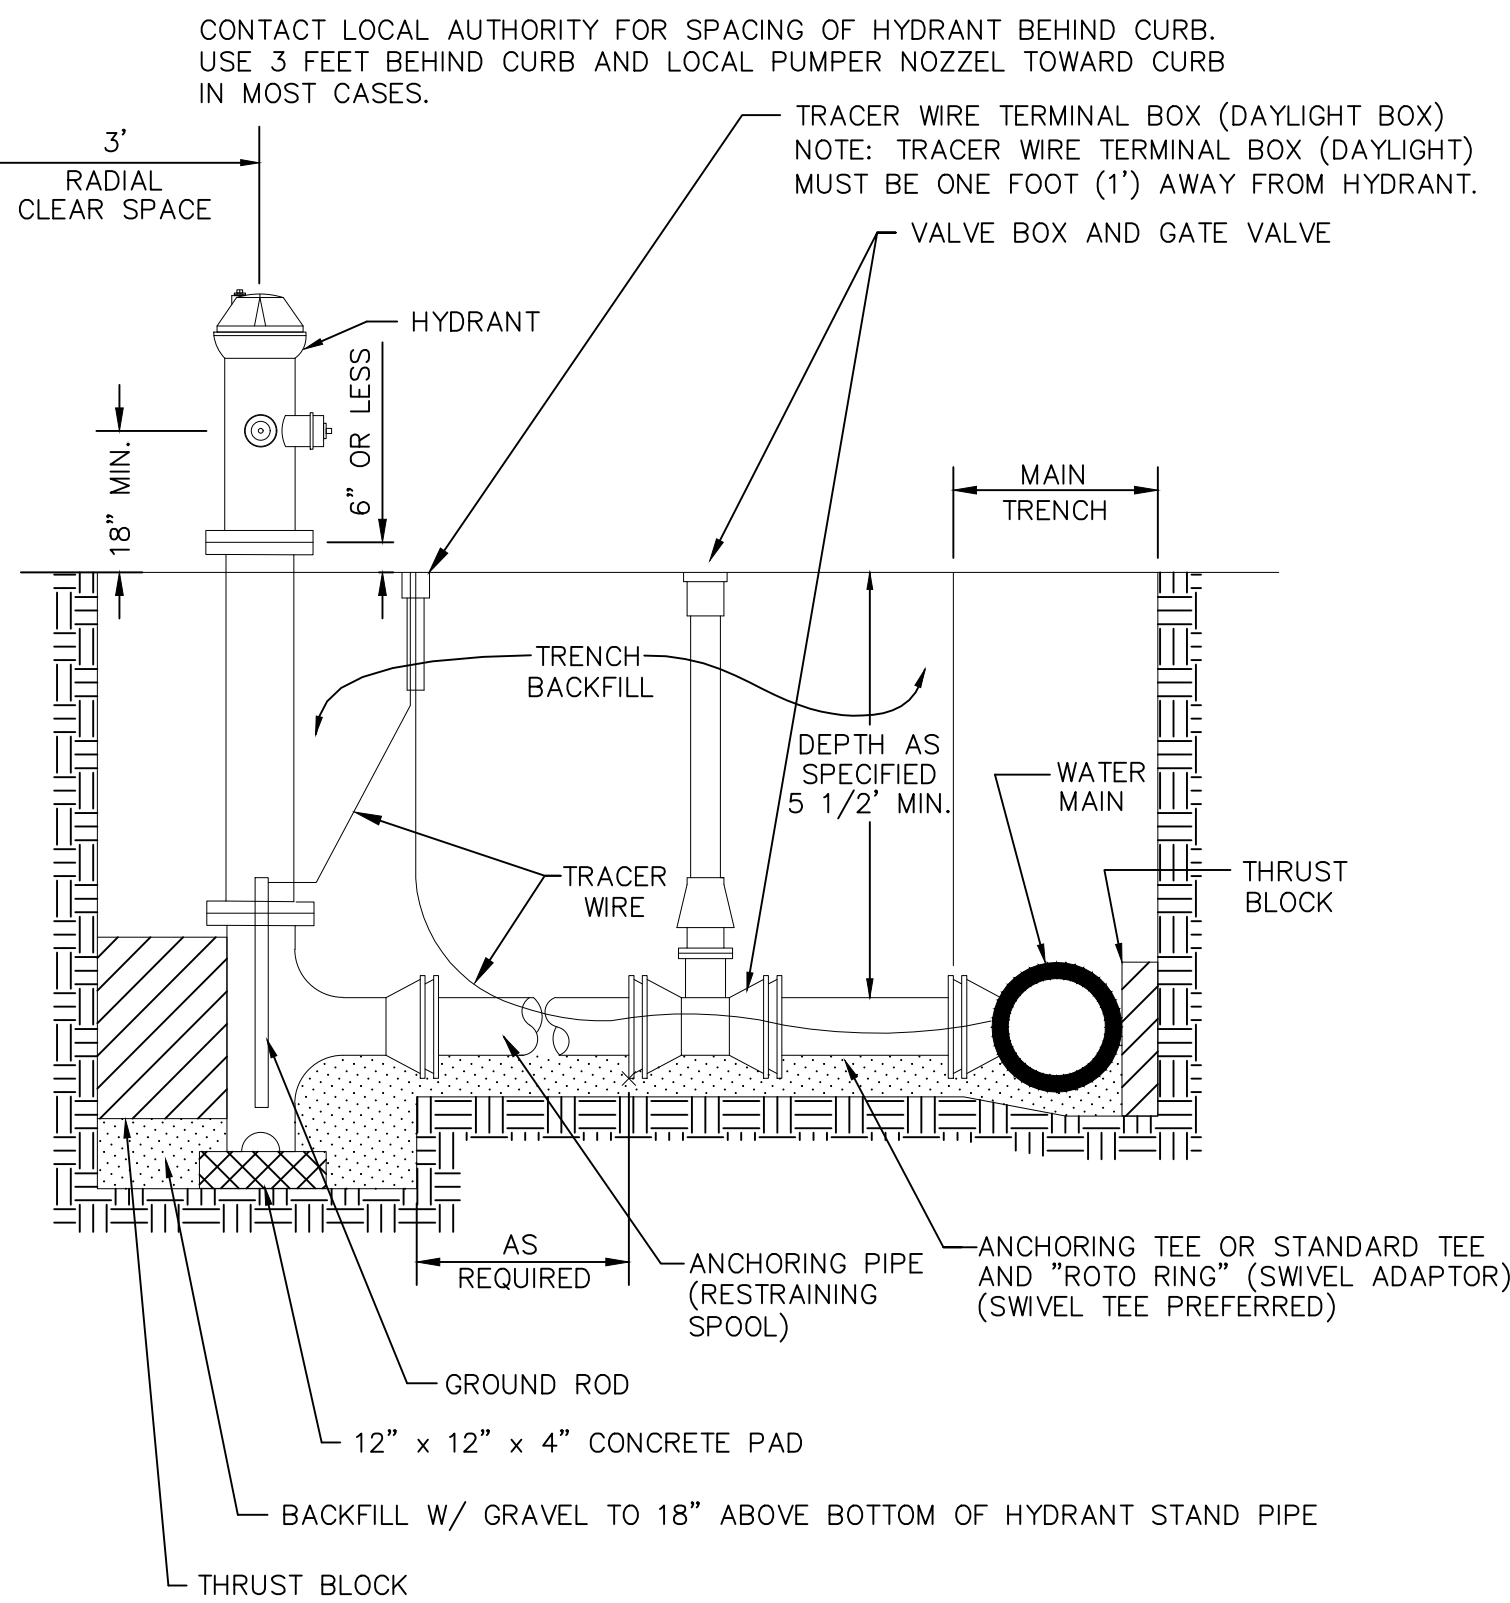 CONTACT LOCAL AUTHORITY FOR SPACING OF HYDRANT BEHIND CURB.
USE 3 FEET BEHIND CURB AND LOCAL PUMPER NOZZEL TOWARD CURB
IN MOST CASES.
TRACER WIRE TERMINAL BOX (DAYLIGHT BOX)
NOTE: TRACER WIRE TERMINAL BOX (DAYLIGHT)
MUST BE ONE FOOT (1') AWAY FROM HYDRANT.
3'
RADIAL
CLEAR SPACE
VALVE BOX AND GATE VALVE
HYDRANT
6" OR LESS
18" MIN.
MAIN
TRENCH
TRENCH
BACKFILL
DEPTH AS
SPECIFIED
5 1/2' MIN.
WATER
MAIN
TRACER
WIRE
THRUST
BLOCK
AS
REQUIRED
ANCHORING PIPE
(RESTRAINING
SPOOL)
ANCHORING TEE OR STANDARD TEE
AND "ROTO RING" (SWIVEL ADAPTOR)
(SWIVEL TEE PREFERRED)
GROUND ROD
12" x 12" x 4" CONCRETE PAD
BACKFILL W/ GRAVEL TO 18" ABOVE BOTTOM OF HYDRANT STAND PIPE
THRUST BLOCK